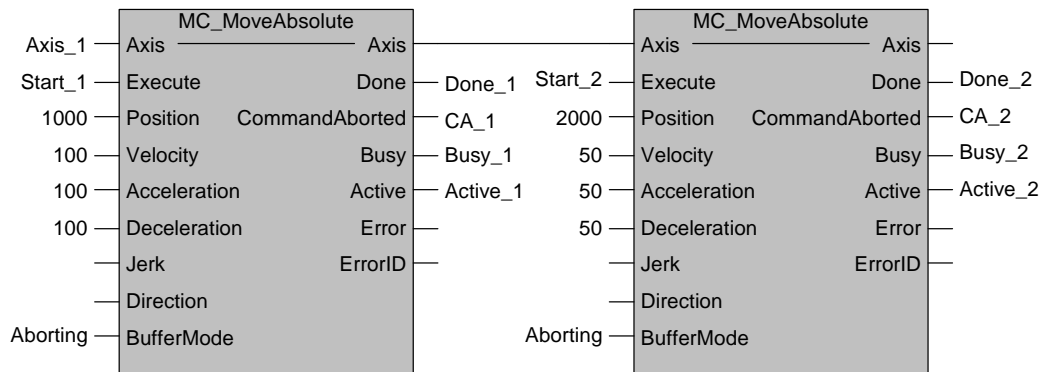 MC_MoveAbsolute MC_MoveAbsolute
Axis_1 Axis Axis Axis Axis
Start_1 Execute Done Done_1 Start_2 Execute Done Done_2
1000 Position CommandAborted CA_1 2000 Position CommandAborted CA_2
100 Velocity Busy Busy_1 50 Velocity Busy Busy_2
100 Acceleration Active Active_1 50 Acceleration Active Active_2
100 Deceleration Error 50 Deceleration Error
Jerk ErrorID Jerk ErrorID
Direction Direction
Aborting BufferMode Aborting BufferMode